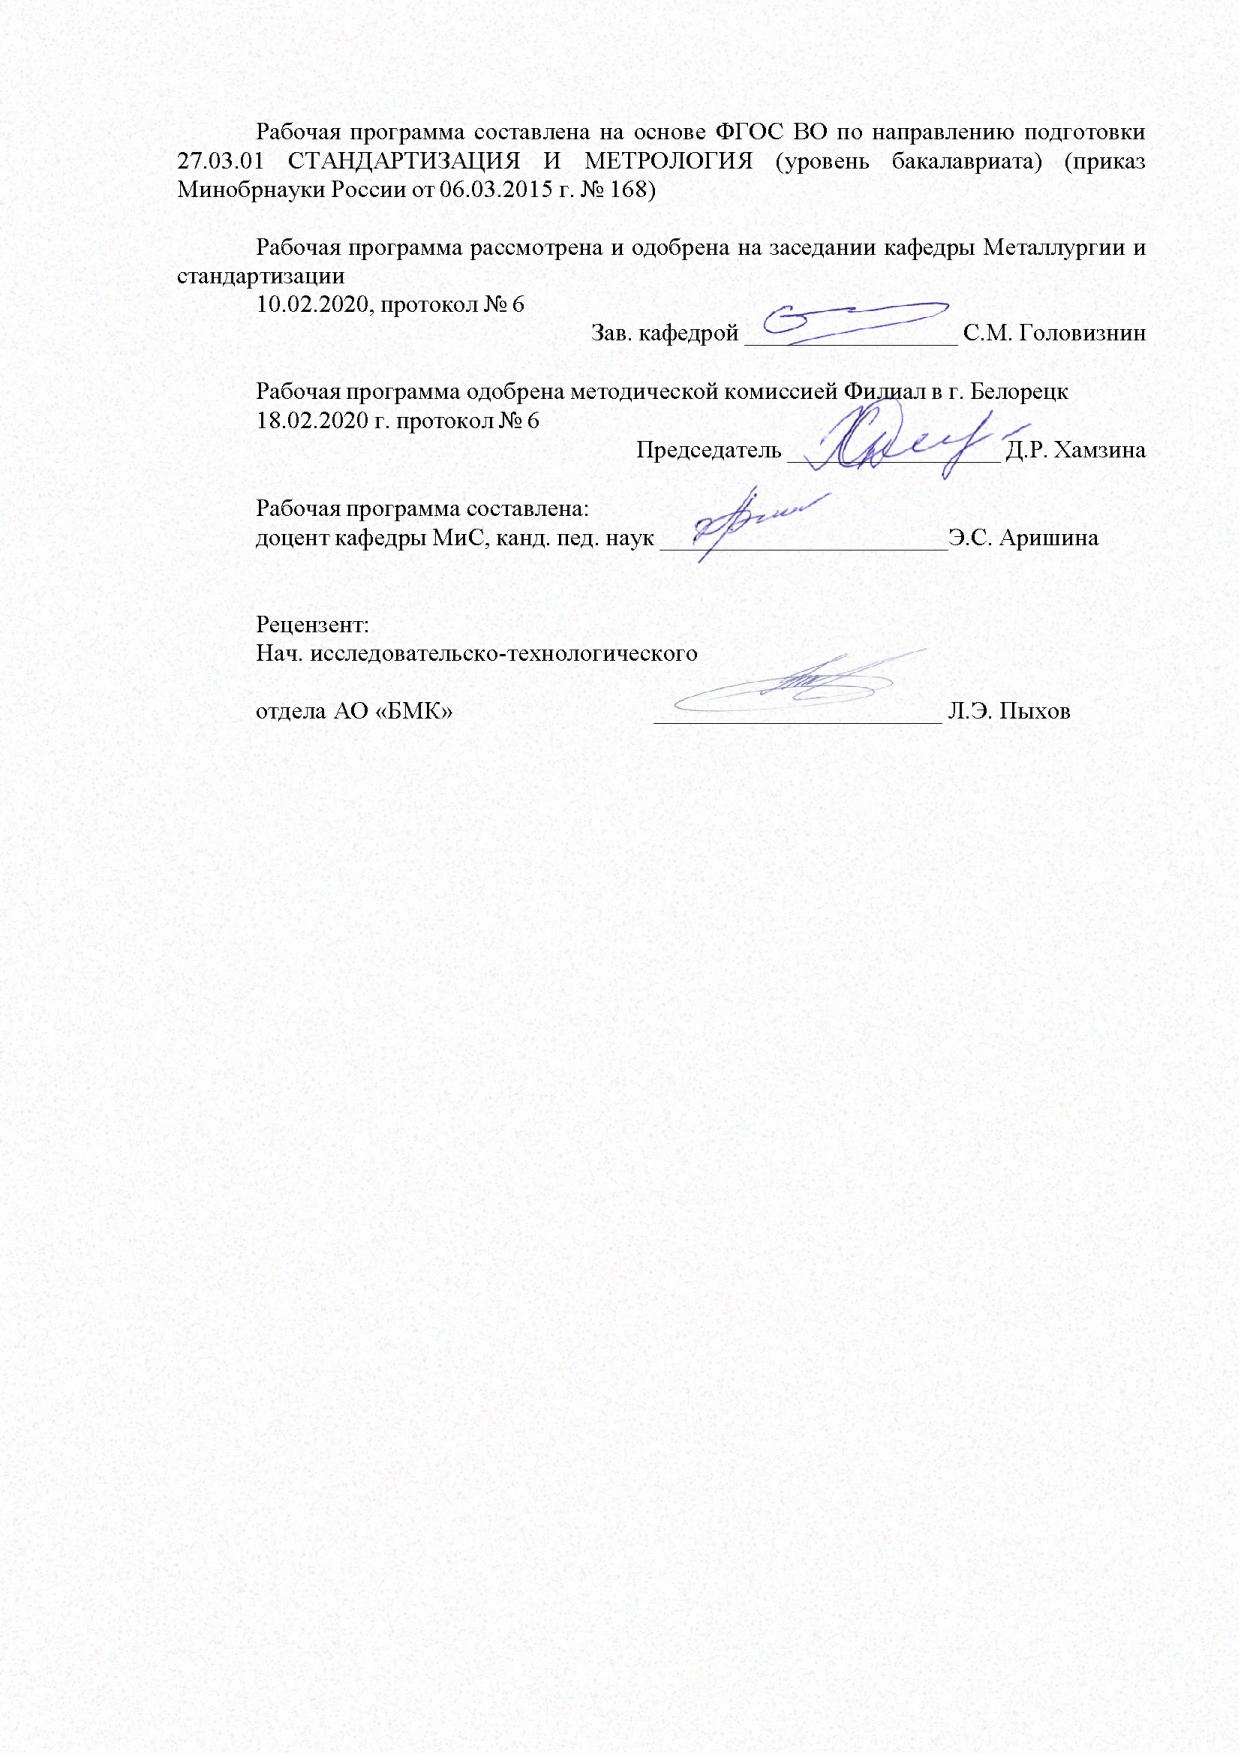 Рабочая программа составлена на основе ФГОС ВО по направлению подготовки
27.03.01 СТАНДАРТИЗАЦИЯ И МЕТРОЛОГИЯ (уровень бакалавриата) (приказ
Минобрнауки России от 06.03.2015 г. № 168)
Рабочая программа рассмотрена и одобрена на заседании кафедры Металлургии и
стандартизации
10.02.2020, протокол № 6
Зав. кафедрой ___________________ С.М. Головизнин
Рабочая программа одобрена методической комиссией Филиал в г. Белорецк
18.02.2020 г. протокол № 6
Председатель ___________________ Д.Р. Хамзина
Рабочая программа составлена:
доцент кафедры МиС, канд. пед. наук _________________________Э.С. Аришина
Рецензент:
Нач. исследовательско-технологического
отдела АО «БМК» _________________________ Л.Э. Пыхов